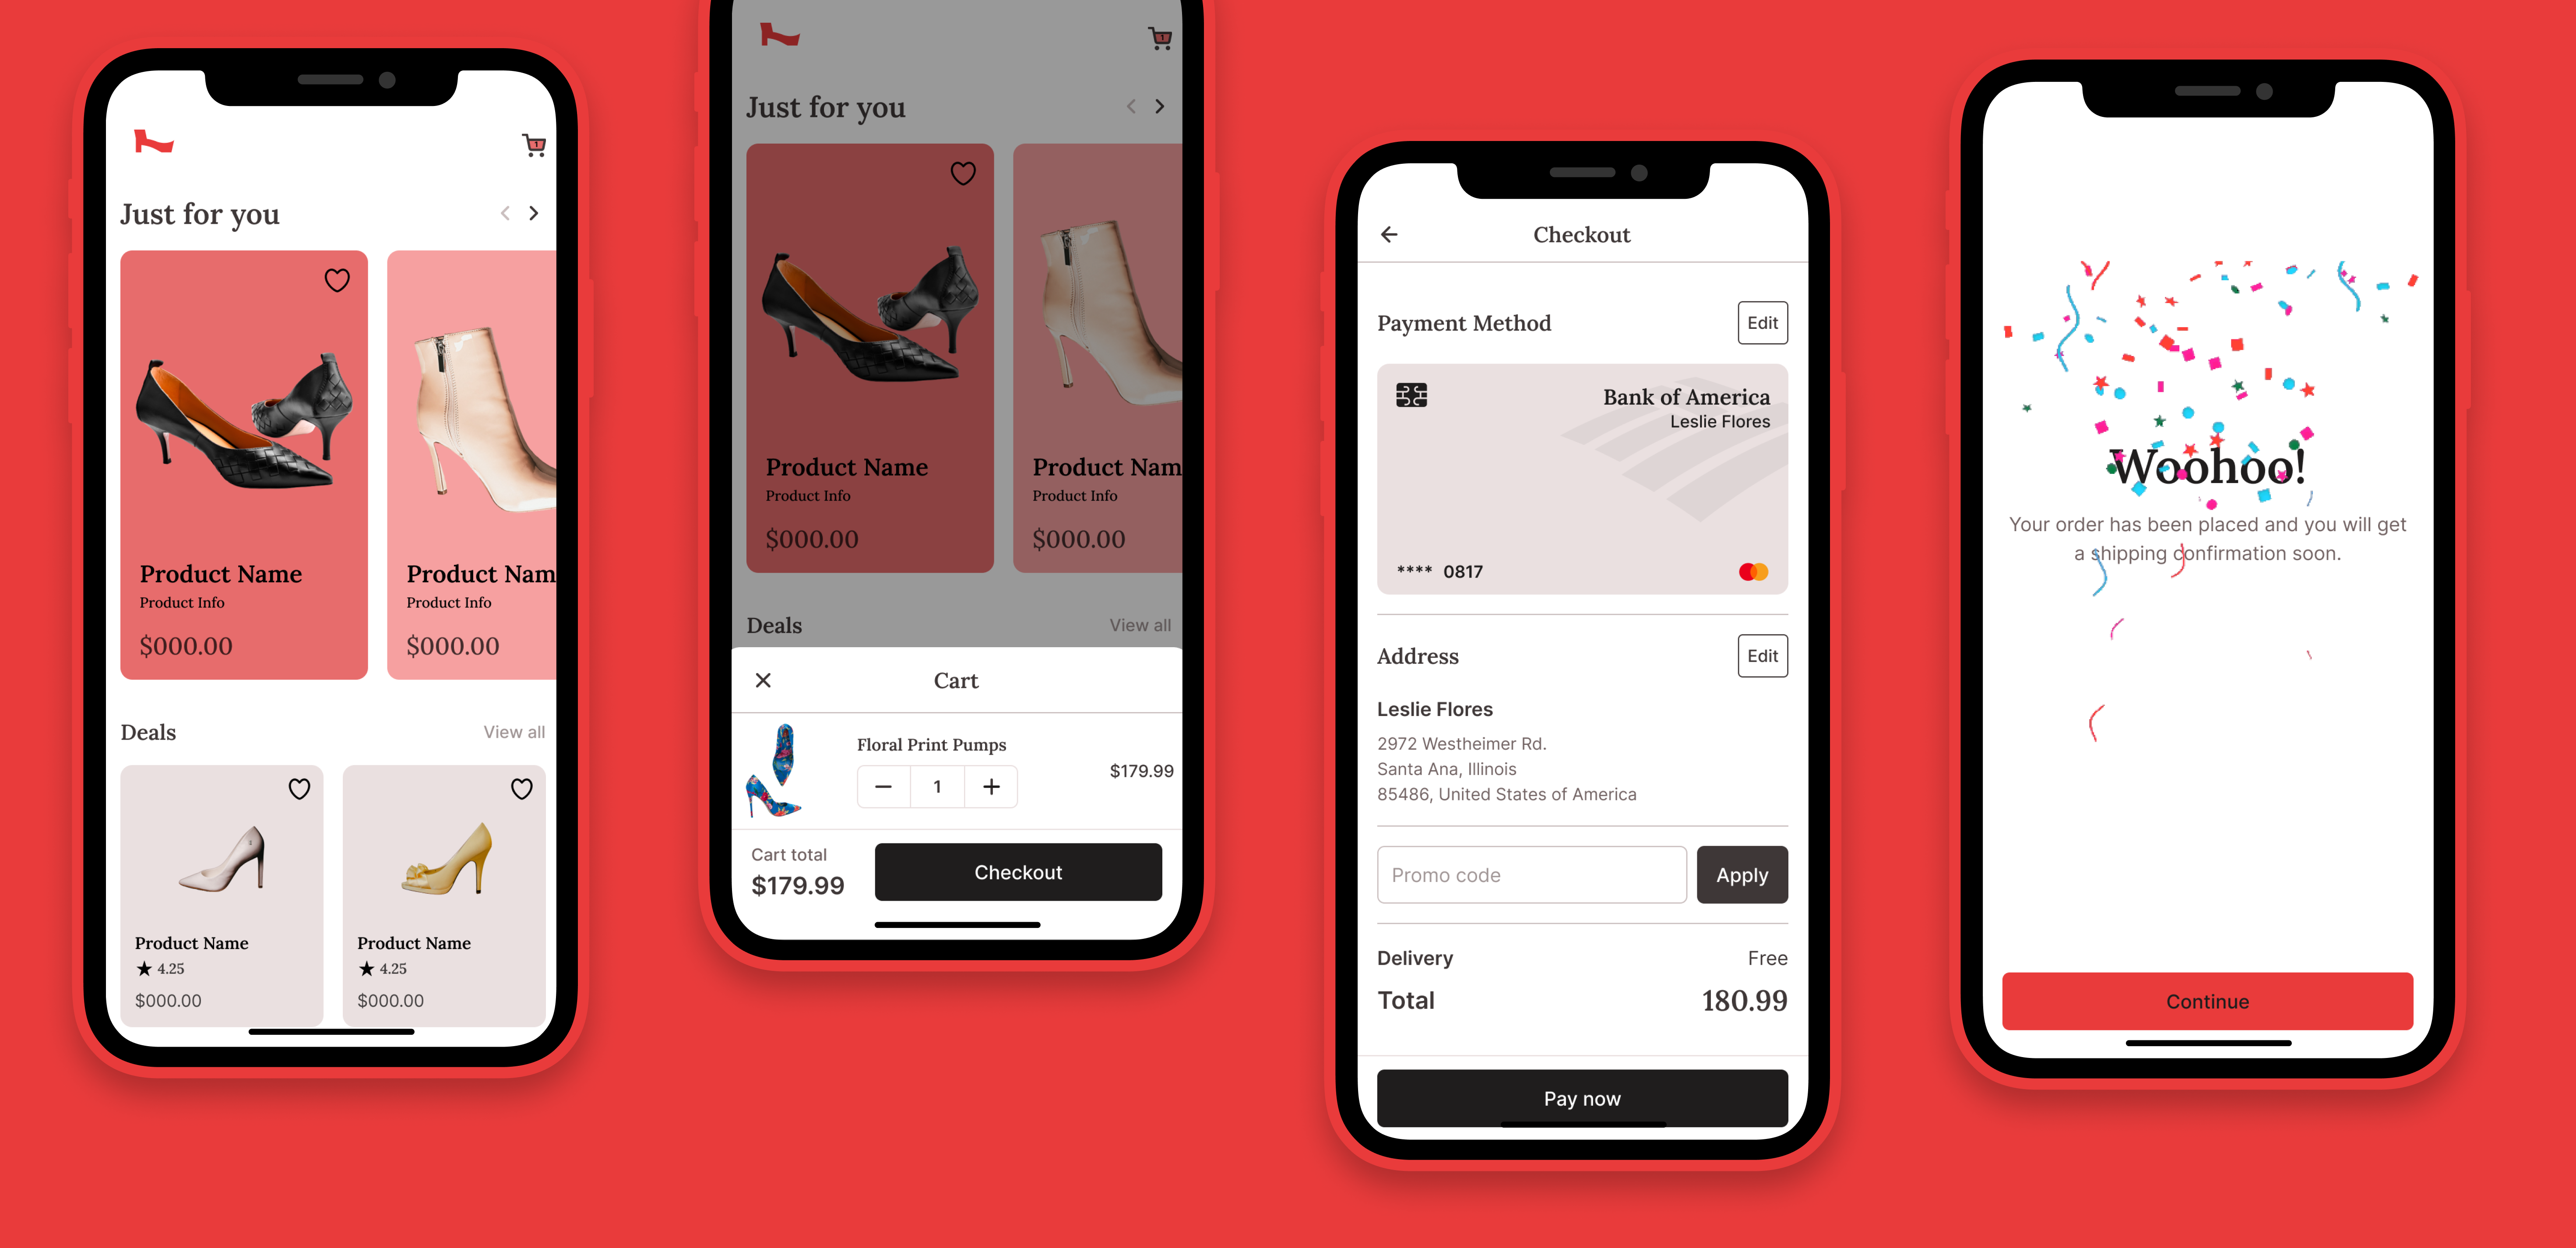 1
Just for you
Product Name
Product Info
$000.00
Product Nam
Product Info
$000.00
Deals
View all
Product Name
★ 4.25
$000.00
Product Name
★ 4.25
$000.00
1
Just for you
Product Name
Product Info
$000.00
Product Nam
Product Info
$000.00
Deals
View all
Cart
Floral Print Pumps
1
$179.99
Cart total
$179.99
Checkout
Checkout
Payment Method
Edit
Bank of America
Leslie Flores
**** 0817
Address
Edit
Leslie Flores
2972 Westheimer Rd.
Santa Ana, Illinois
85486, United States of America
Promo code
Apply
Delivery
Free
Total
180.99
Pay now
Woohoo!
Your order has been placed and you will get
a shipping confirmation soon.
Continue